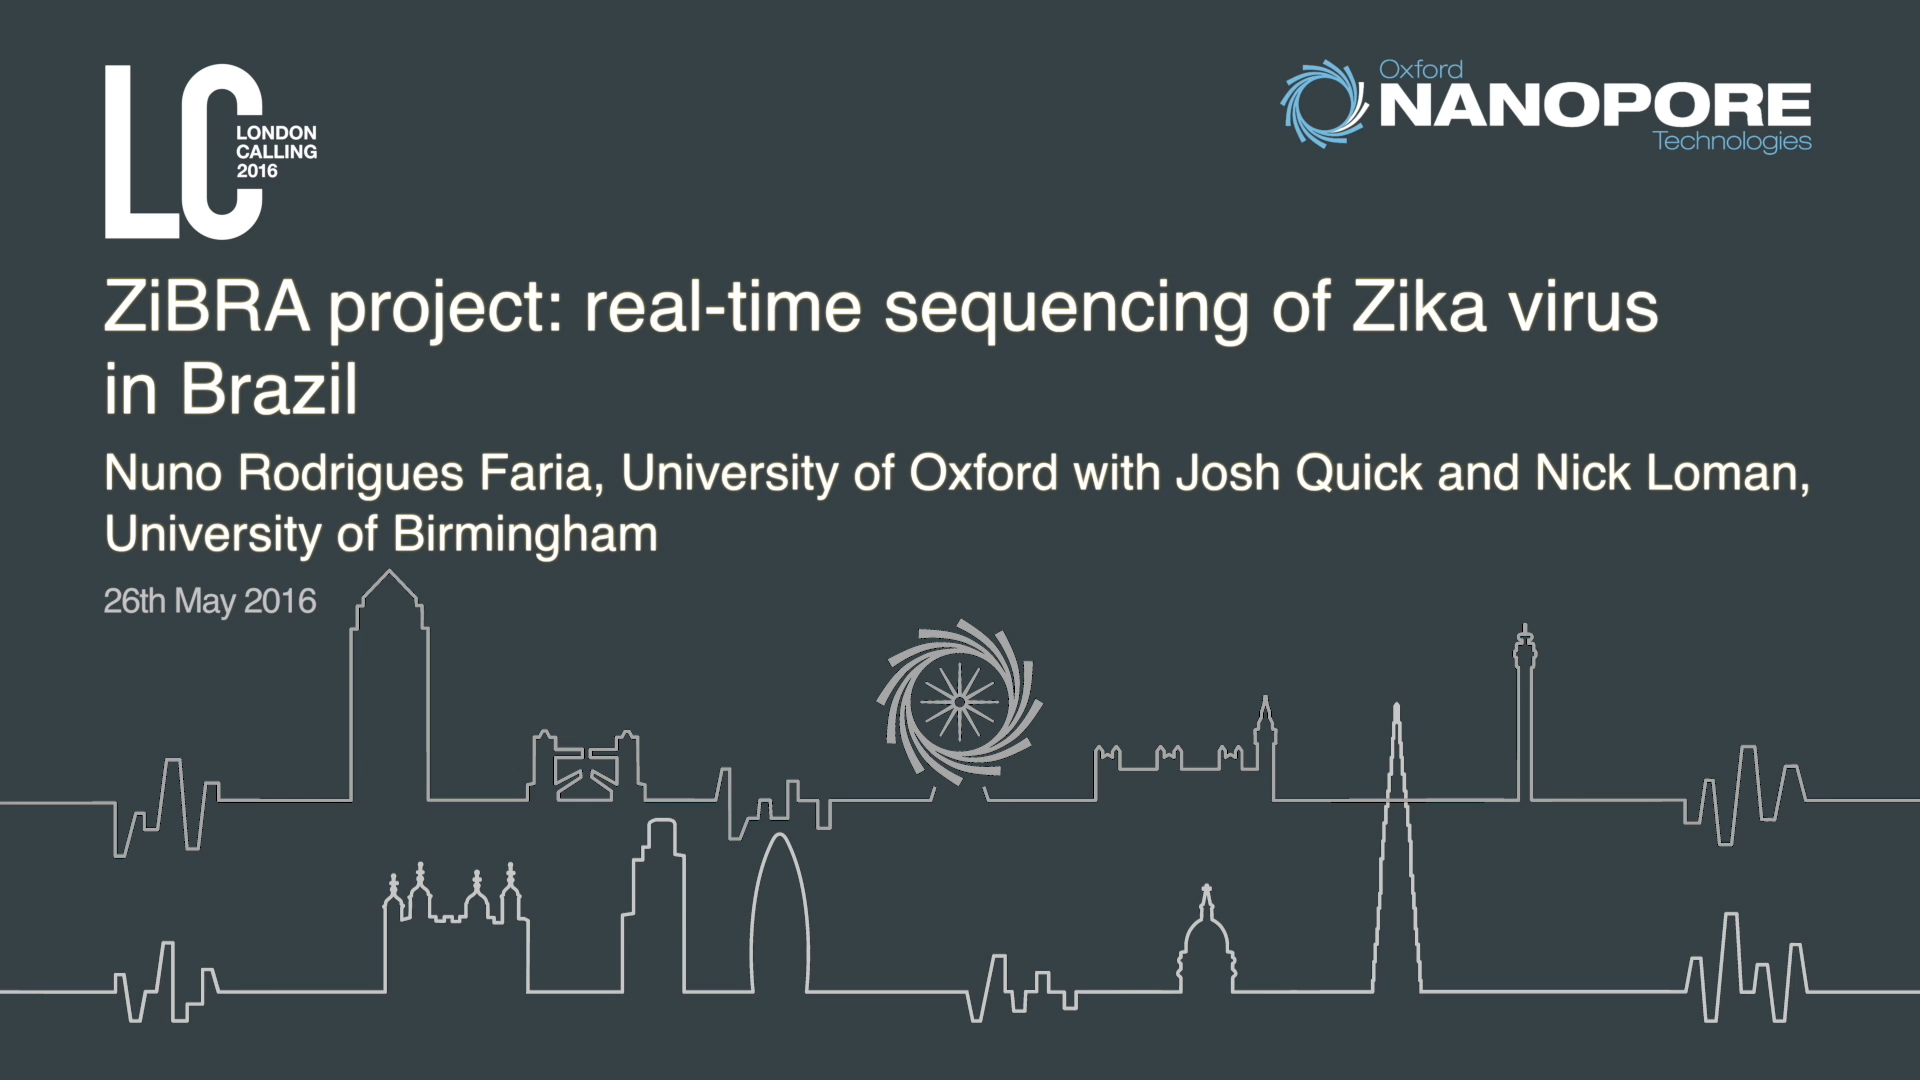 LC
LONDON
CALLING
2016
Oxford
NANOPORE
Technologies
ZiBRA project: real-time sequencing of Zika virus
in Brazil
Nuno Rodrigues Faria, University of Oxford with Josh Quick and Nick Loman,
University of Birmingham
26th May 2016